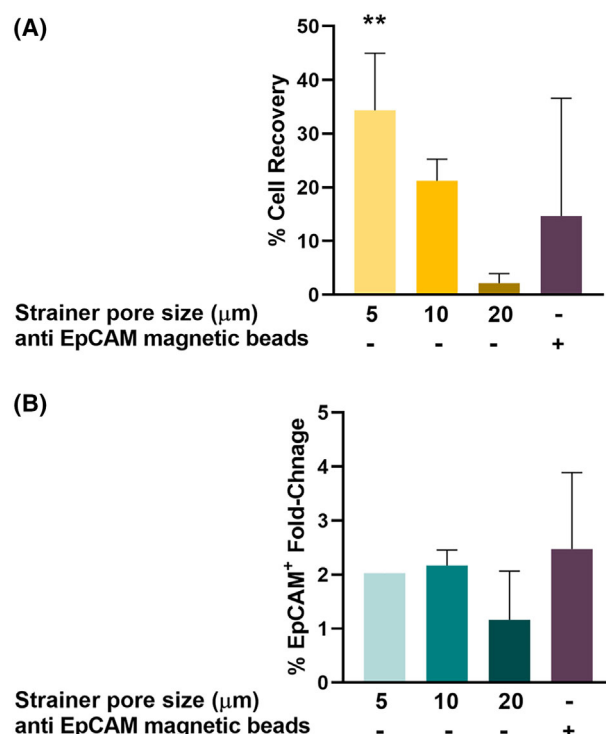 (A)
**
50
40
30
20
10
0
% Cell Recovery
Strainer pore size (μm) 5 10 20 -
anti EpCAM magnetic beads - - - +
(B)
5
4
3
2
1
0
% EpCAM⁺ Fold-Chnage
Strainer pore size (μm) 5 10 20 -
anti EpCAM magnetic beads - - - +